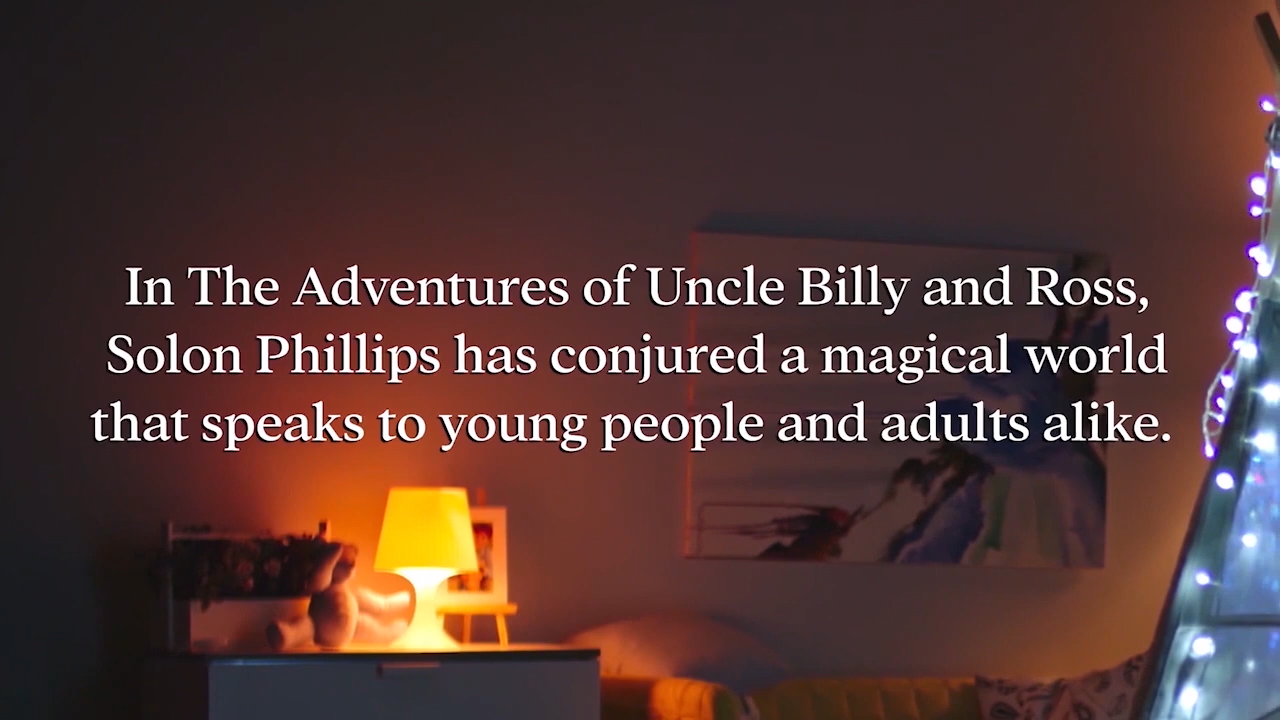 In The Adventures of Uncle Billy and Ross,
Solon Phillips has conjured a magical world
that speaks to young people and adults alike.